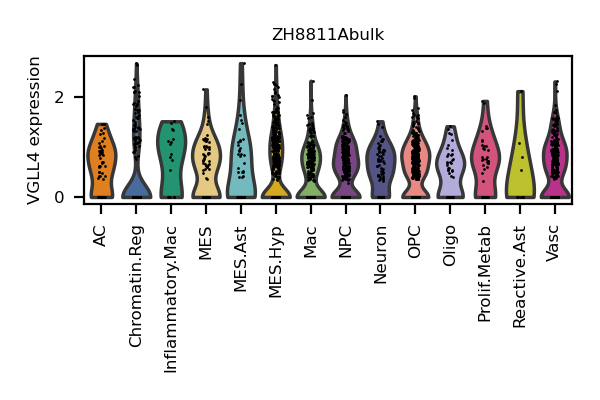 ZH8811Abulk
VGLL4 expression
2
0
AC
Chromatin.Reg
Inflammatory.Mac
MES
MES.Ast
MES.Hyp
Mac
NPC
Neuron
OPC
Oligo
Prolif.Metab
Reactive.Ast
Vasc